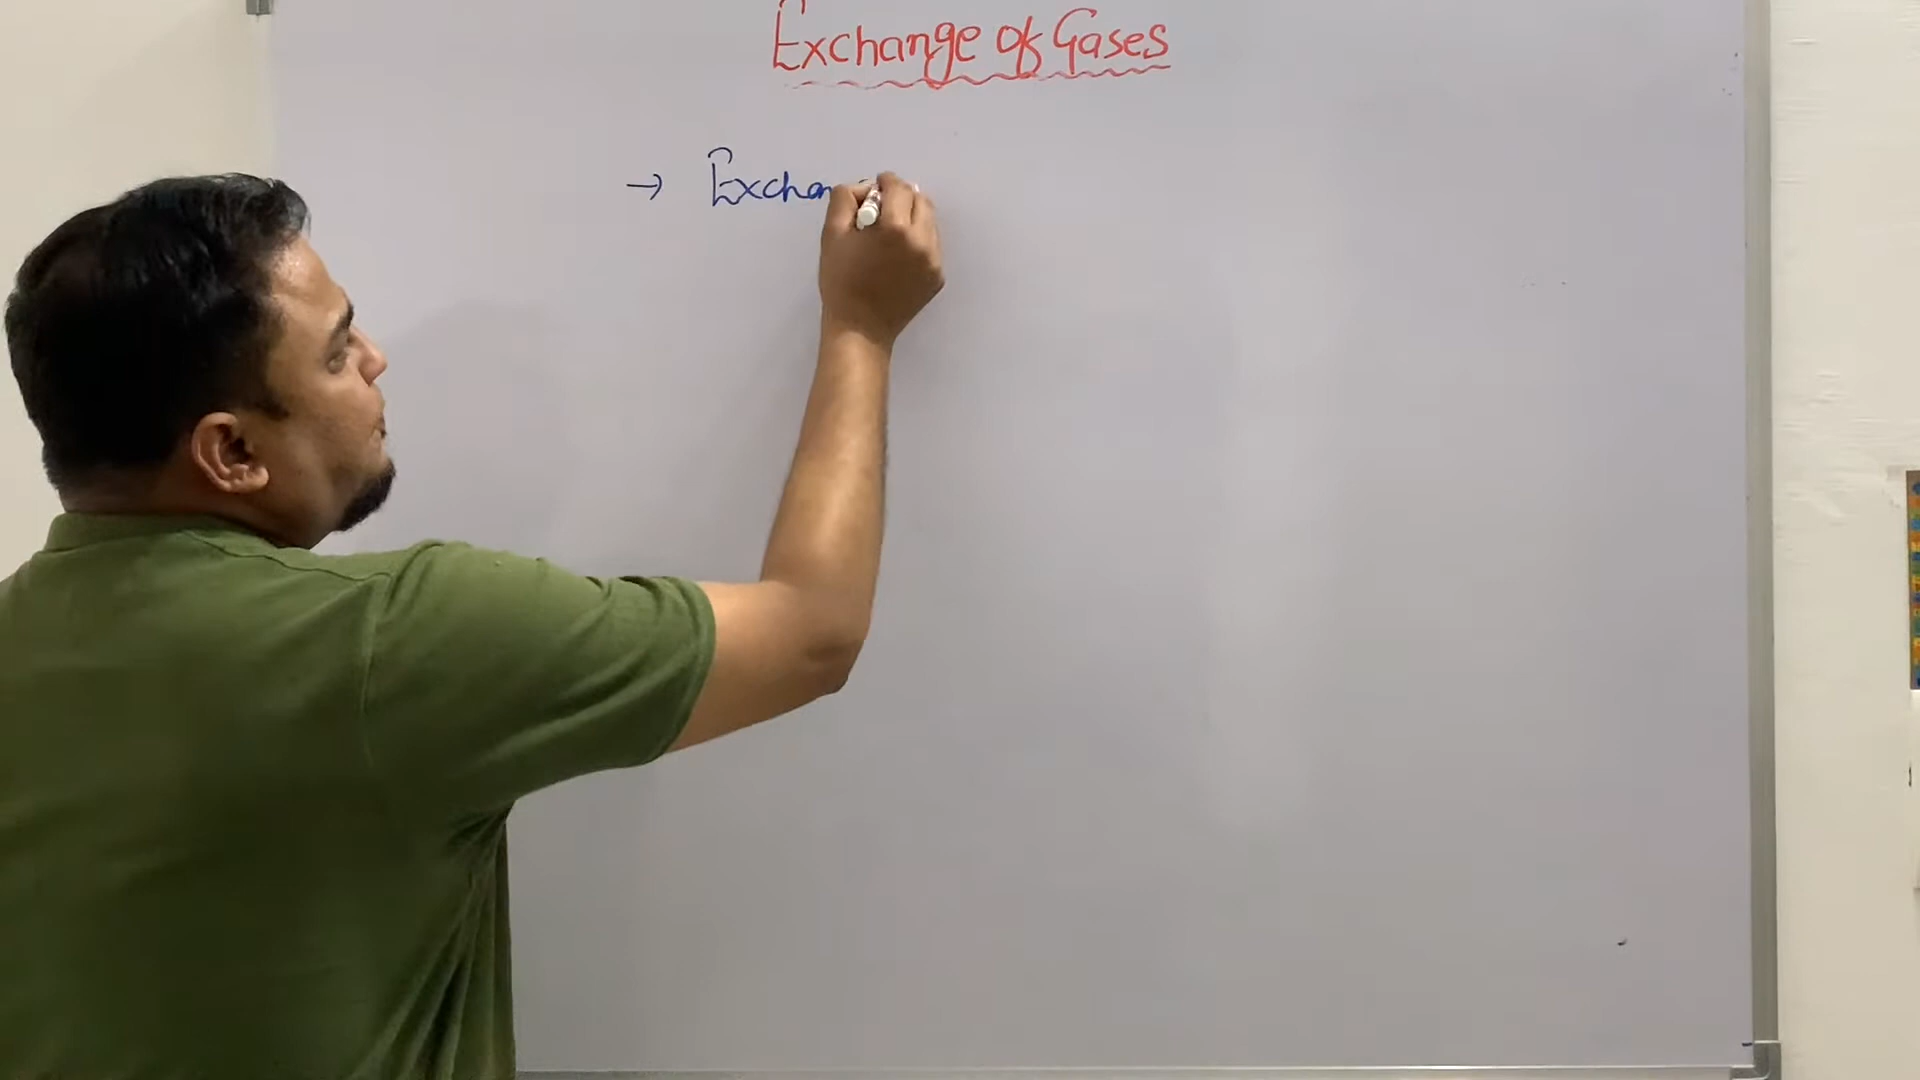 Exchange of Gases
→ Exchan